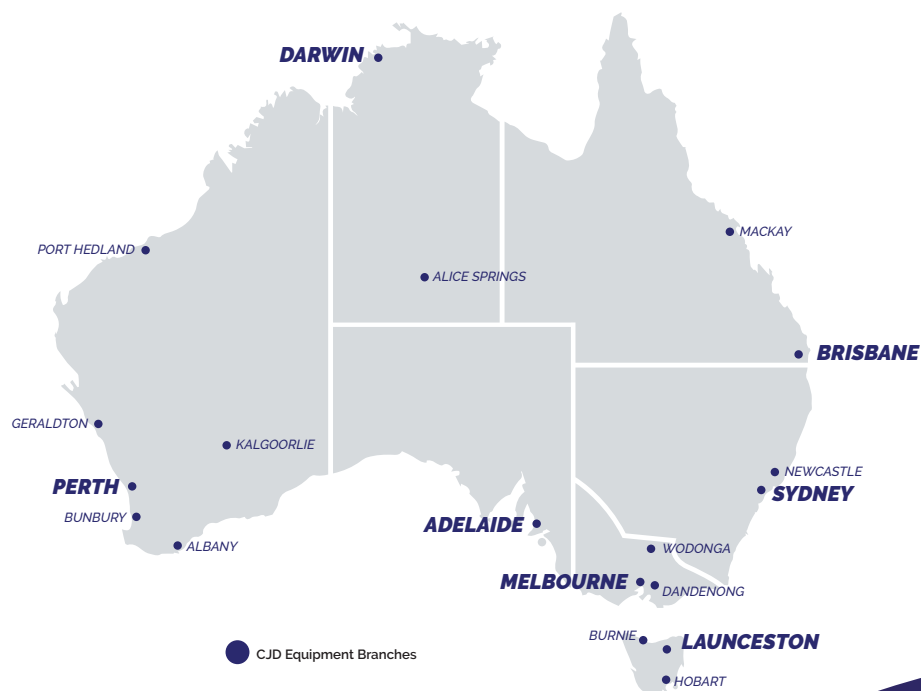 DARWIN
MACKAY
PORT HEDLAND
ALICE SPRINGS
BRISBANE
GERALDTON
KALGOORLIE
NEWCASTLE
PERTH
SYDNEY
BUNBURY
ADELAIDE
ALBANY
WODONGA
MELBOURNE
DANDENONG
BURNIE
LAUNCESTON
CJD Equipment Branches
HOBART